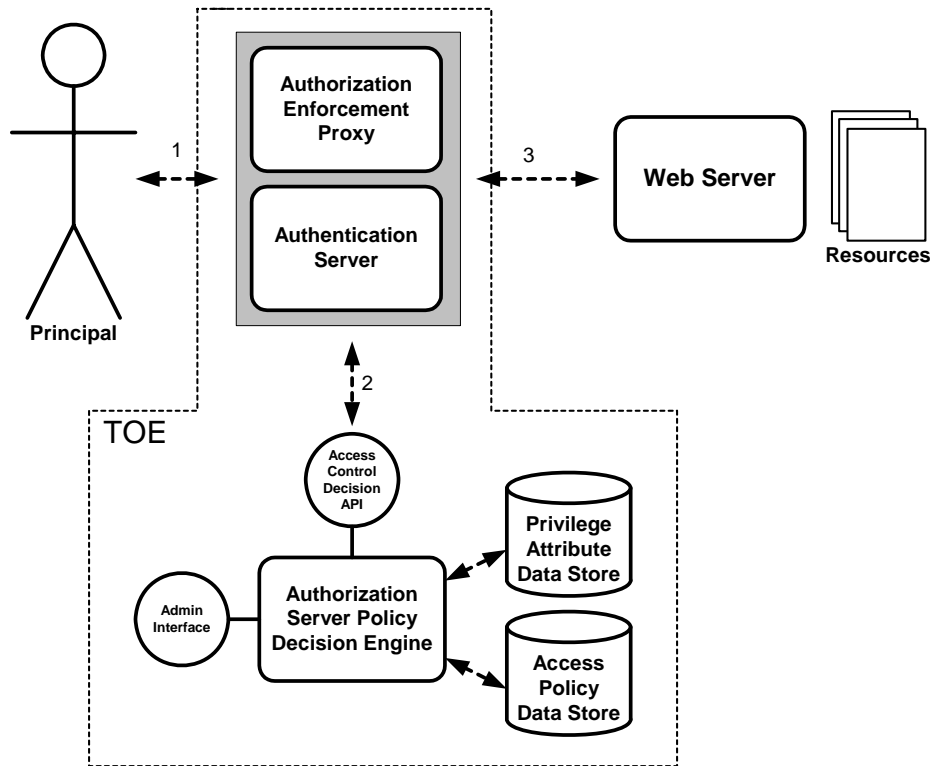 Authorization
Enforcement
Proxy
1
3
Web Server
Authentication
Server
Resources
Principal
2
TOE
Access
Control
Decision
API
Privilege
Attribute
Data Store
Admin
Interface
Authorization
Server Policy
Decision Engine
Access
Policy
Data Store